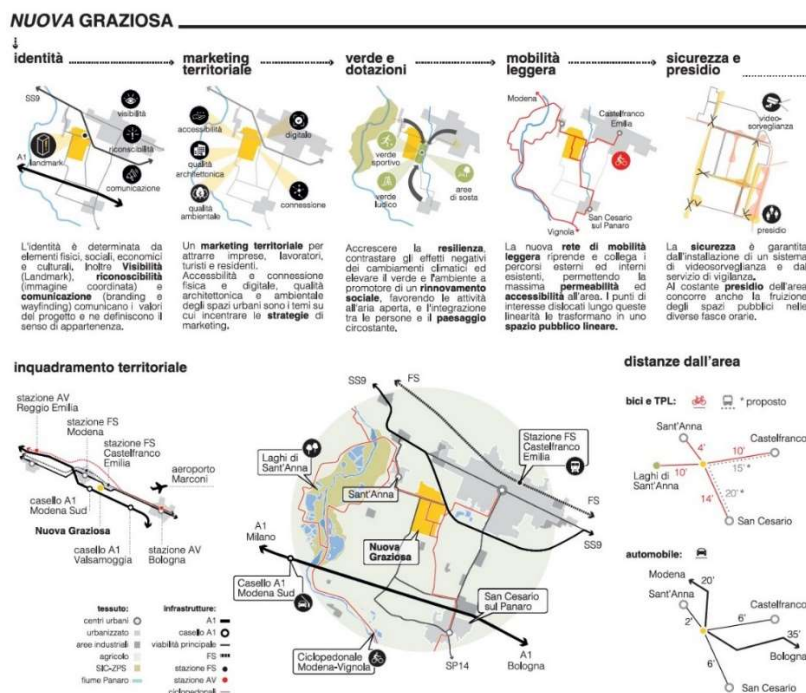 NUOVA GRAZIOSA
identità
marketing
territoriale
verde e
dotazioni
mobilità
leggera
sicurezza e
presidio
SS9
visibilità
riconscibilità
landmark
A1
comunicazione
accessibilità
digitale
qualità
architettonica
qualità
ambientale
connessione
verde
sportivo
verde
ludico
aree
di sosta
Modena
Castelfranco
Emilia
Vignola
San Cesario
sul Panaro
video-
sorveglianza
presidio
L'identità è determinata da
elementi fisici, sociali, economici
e culturali. Inoltre Visibilità
(Landmark), riconoscibilità
(immagine coordinata) e
comunicazione (branding e
wayfinding) comunicano i valori
del progetto e ne definiscono il
senso di appartenenza.
Un marketing territoriale per
attrarre imprese, lavoratori,
turisti e residenti.
Accessibilità e connessione
fisica e digitale, qualità
architettonica e ambientale
degli spazi urbani sono i temi su
cui incentrare le strategie di
marketing.
Accrescere la resilienza,
contrastare gli effetti negativi
dei cambiamenti climatici ed
elevare il verde e l'ambiente a
promotore di un rinnovamento
sociale, favorendo le attività
all'aria aperta, e l'integrazione
tra le persone e il paesaggio
circostante.
La nuova rete di mobilità
leggera riprende e collega i
percorsi esterni ed interni
esistenti, permettendo la
massima permeabilità ed
accessibilità all'area. I punti di
interesse dislocati lungo queste
linearità le trasformano in uno
spazio pubblico lineare.
La sicurezza è garantita
dall'installazione di un sistema
di videosorveglianza e dal
servizio di vigilanza.
Al costante presidio dell'area
concorre anche la fruizione
degli spazi pubblici nelle
diverse fasce orarie.
inquadramento territoriale
stazione AV
Reggio Emilia
stazione FS
Modena
stazione FS
Castelfranco
Emilia
aeroporto
Marconi
casello A1
Modena Sud
Nuova Graziosa
casello A1
Valsamoggia
stazione AV
Bologna
tessuto:
centri urbani
urbanizzato
aree industriali
agricolo
SIC-ZPS
fiume Panaro
infrastrutture:
A1
casello A1
viabilità principale
FS
stazione FS
stazione AV
ciclopedonali
SS9
FS
Laghi di
Sant'Anna
Stazione FS
Castelfranco
Emilia
Sant'Anna
FS
SS9
A1
Milano
Nuova
Graziosa
Casello A1
Modena Sud
San Cesario
sul Panaro
Ciclopedonale
Modena-Vignola
SP14
A1
Bologna
distanze dall'area
bici e TPL:
* proposto
Sant'Anna
Castelfranco
4'
10'
15' *
10'
Laghi di
Sant'Anna
20' *
14'
San Cesario
automobile:
Modena
20'
Sant'Anna
Castelfranco
2'
6'
35'
Bologna
6'
San Cesario